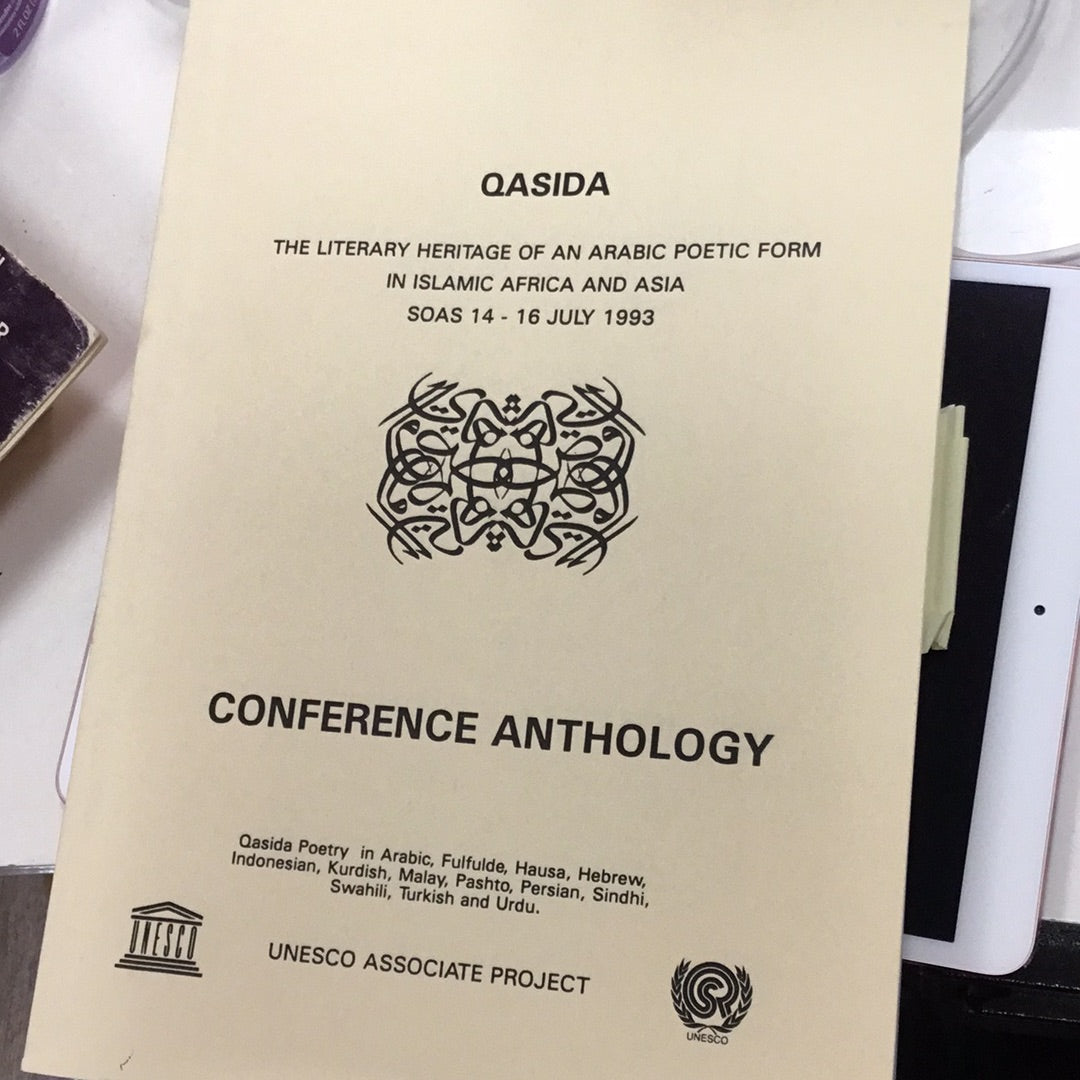 QASIDA
THE LITERARY HERITAGE OF AN ARABIC POETIC FORM
IN ISLAMIC AFRICA AND ASIA
SOAS 14 - 16 JULY 1993
CONFERENCE ANTHOLOGY
Qasida Poetry in Arabic, Fulfulde, Hausa, Hebrew,
Indonesian, Kurdish, Malay, Pashto, Persian, Sindhi,
Swahili, Turkish and Urdu.
UNESCO
UNESCO ASSOCIATE PROJECT
UNESCO